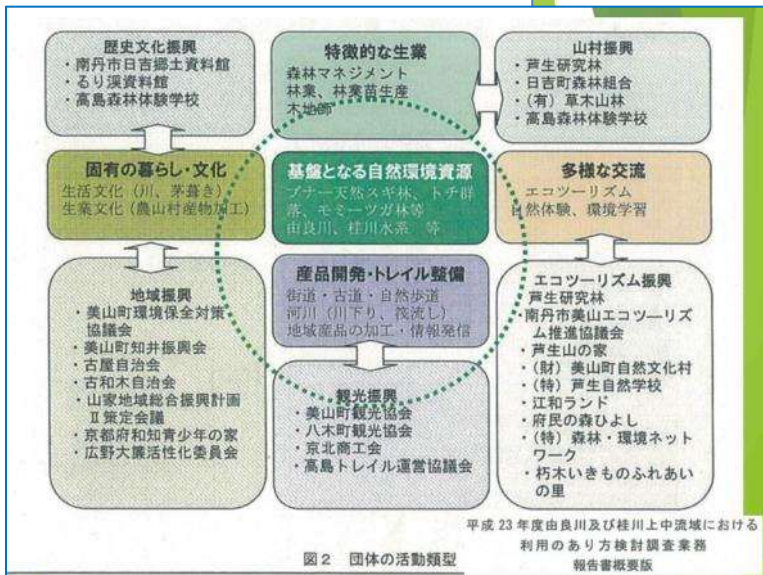 歴史文化振興
・南丹市日吉郷土資料館
・るり渓資料館
・高島森林体験学校
特徴的な生業
森林マネジメント
林業、林業苗生産
木地師
山村振興
・芦生研究林
・日吉町森林組合
・(有)草木山林
・高島森林体験学校
固有の暮らし・文化
生活文化(川、茅葺き)
生業文化(農山村産物加工)
基盤となる自然環境資源
ブナー天然スギ林、トチ群
落、モミーツガ林等
由良川、桂川水系 等
多様な交流
エコツーリズム
自然体験、環境学習
産品開発・トレイル整備
街道・古道・自然歩道
河川(川下り、筏流し)
地域産品の加工・情報発信
地域振興
・美山町環境保全対策
協議会
・美山町知井振興会
・古屋自治会
・古和木自治会
・山家地域総合振興計画
Ⅱ策定会議
・京都府和知青少年の家
・広野大簾活性化委員会
観光振興
・美山町観光協会
・八木町観光協会
・京北商工会
・高島トレイル運営協議会
エコツーリズム振興
・芦生研究林
・南丹市美山エコツーリズ
ム推進協議会
・芦生山の家
・(財)美山町自然文化村
・(特)芦生自然学校
・江和ランド
・府民の森ひよし
・(特)森林・環境ネット
ワーク
・朽木いきものふれあい
の里
図2 団体の活動類型
平成23年度由良川及び桂川上中流域における
利用のあり方検討調査業務
報告書概要版